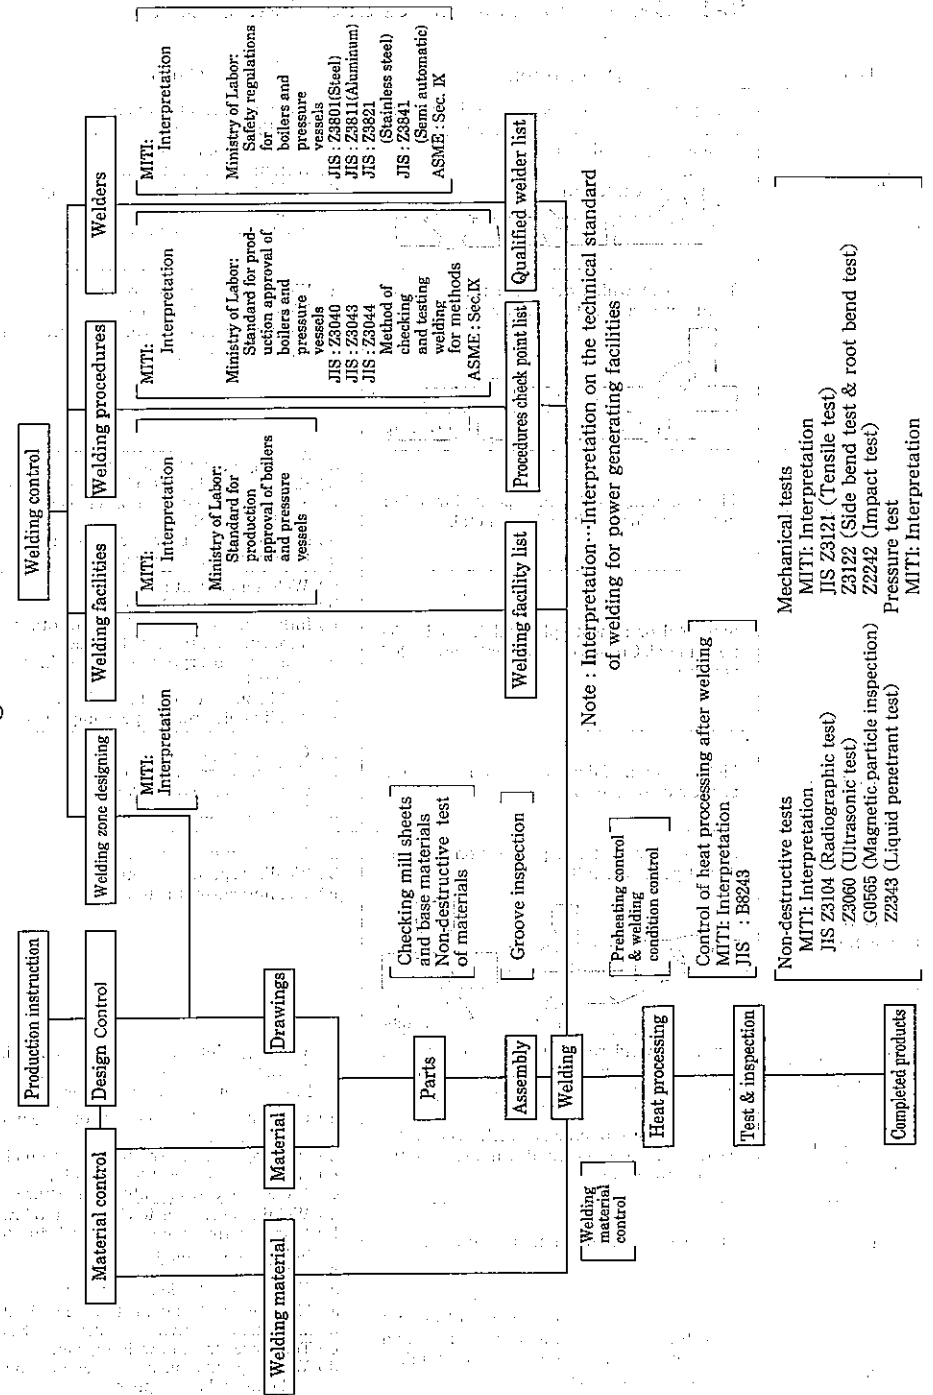 Production instruction
Welding control
Material control
Design Control
Welding zone designing
Welding facilities
Welding procedures
Welders
MITI:
Interpretation
MITI:
Interpretation
Ministry of Labor:
Standard for
production
approval of boilers
and pressure
vessels
MITI:
Interpretation
Ministry of Labor:
Standard for prod-
uction approval of
boilers and
pressure
vessels
JIS : Z3040
JIS : Z3043
JIS : Z3044
Method of
checking
and testing
welding
for methods
ASME : Sec.IX
MITI:
Interpretation
Ministry of Labor:
Safety regulations
for
boilers and
pressure
vessels
JIS : Z3801(Steel)
JIS : Z3811(Aluminum)
JIS : Z3821
(Stainless steel)
JIS : Z3841
(Semi automatic)
ASME : Sec. IX
Welding material
Material
Drawings
Parts
Checking mill sheets
and base materials
Non-destructive test
of materials
Assembly
Groove inspection
Welding facility list
Procedures check point list
Qualified welder list
Welding
Welding
material
control
Note : Interpretation···Interpretation on the technical standard
of welding for power generating facilities
Preheating control
& welding
condition control
Heat processing
Control of heat processing after welding
MITI: Interpretation
JIS : B8243
Test & inspection
Non-destructive tests
MITI: Interpretation
JIS Z3104 (Radiographic test)
Z3060 (Ultrasonic test)
G0565 (Magnetic particle inspection)
Z2343 (Liquid penetrant test)
Mechanical tests
MITI: Interpretation
JIS Z3121 (Tensile test)
Z3122 (Side bend test & root bend test)
Z2242 (Impact test)
Pressure test
MITI: Interpretation
Completed products